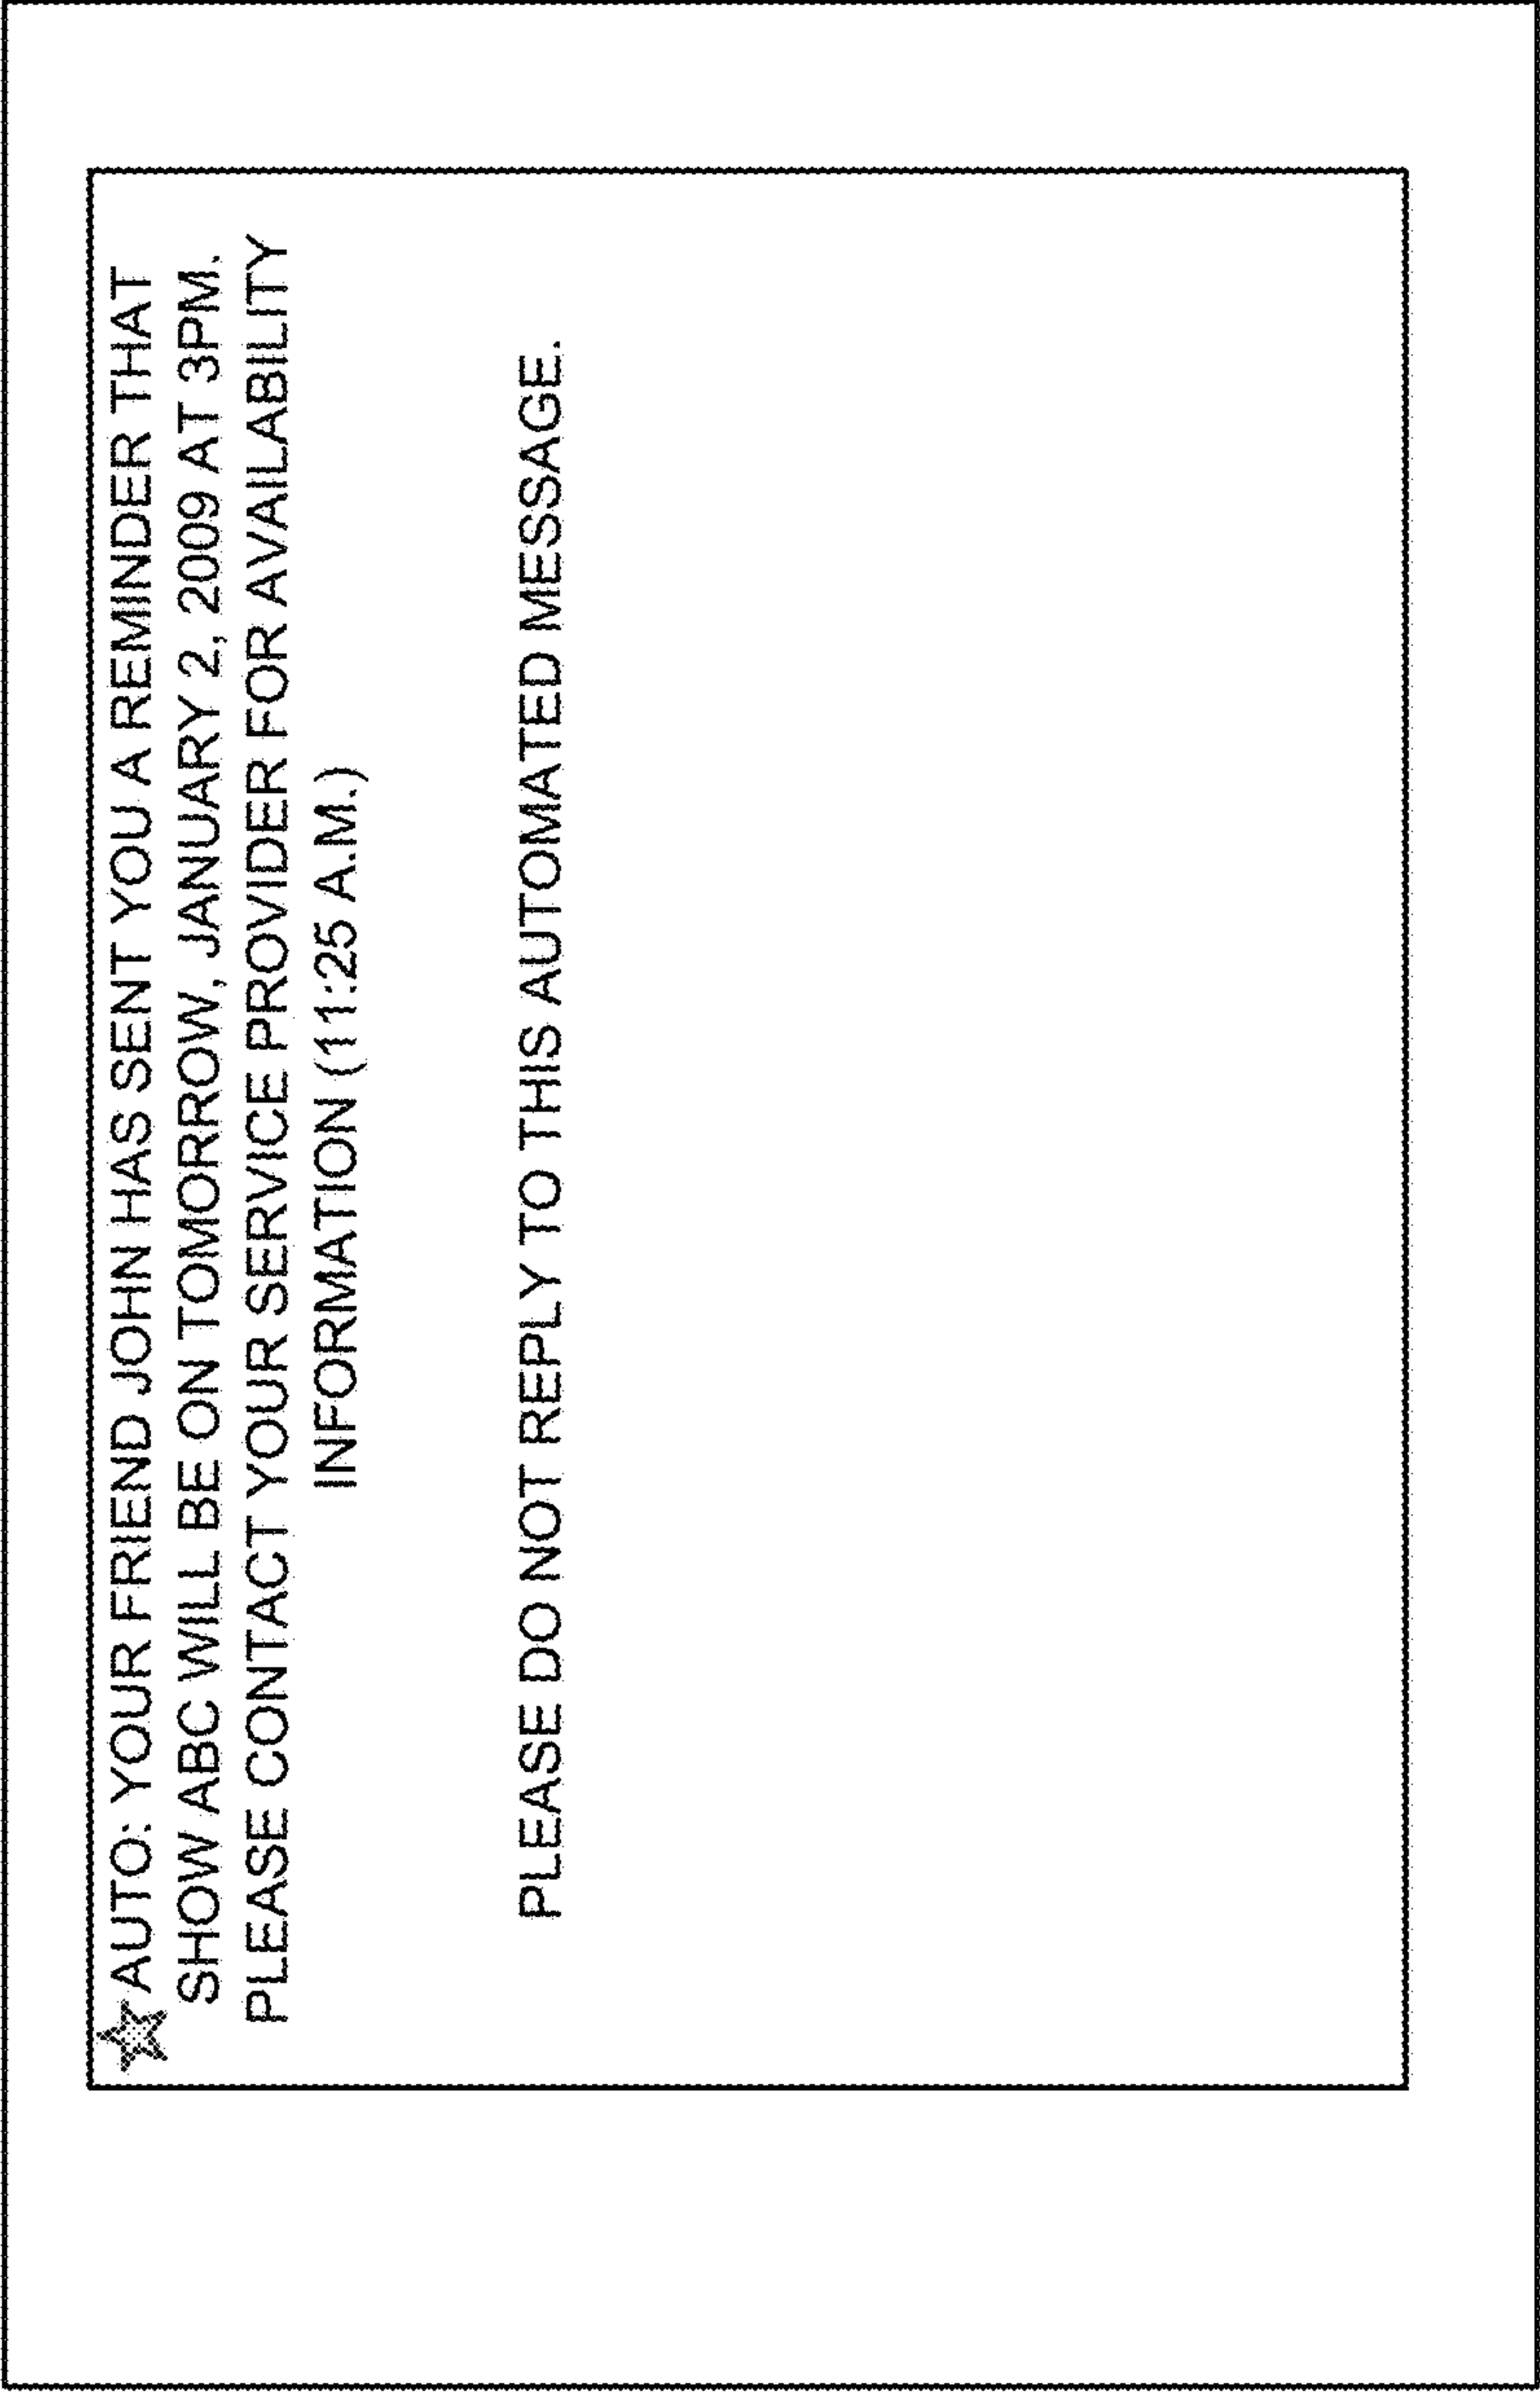 AUTO: YOUR FRIEND JOHN HAS SENT YOU A REMINDER THAT
SHOW ABC WILL BE ON TOMORROW, JANUARY 2, 2009 AT 3PM.
PLEASE CONTACT YOUR SERVICE PROVIDER FOR AVAILABILITY
INFORMATION (11:25 A.M.)
PLEASE DO NOT REPLY TO THIS AUTOMATED MESSAGE.